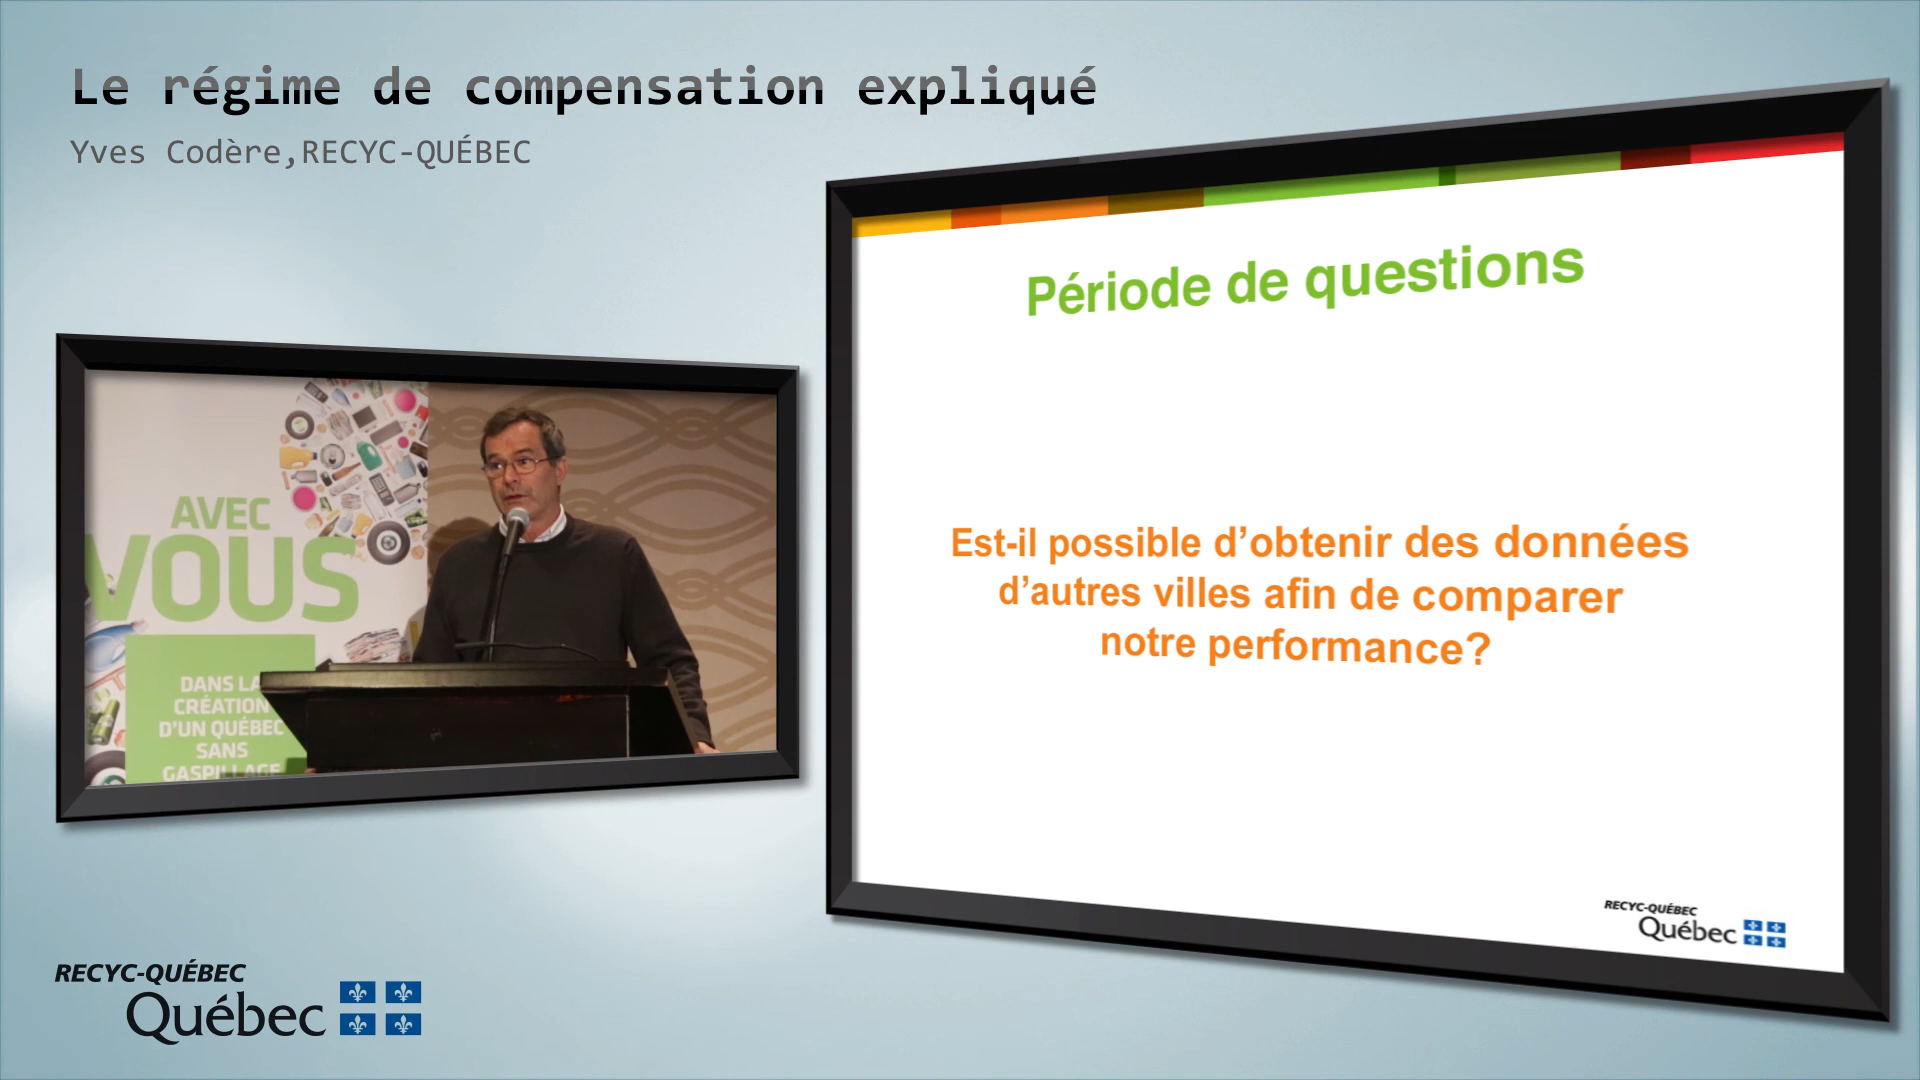 Le régime de compensation expliqué
Yves Codère,RECYC-QUÉBEC
AVEC
VOUS
DANS LA
CRÉATION
D'UN QUÉBEC
SANS
GASPILLAGE
Période de questions
Est-il possible d’obtenir des données
d’autres villes afin de comparer
notre performance?
RECYC-QUÉBEC
Québec
RECYC-QUÉBEC
Québec